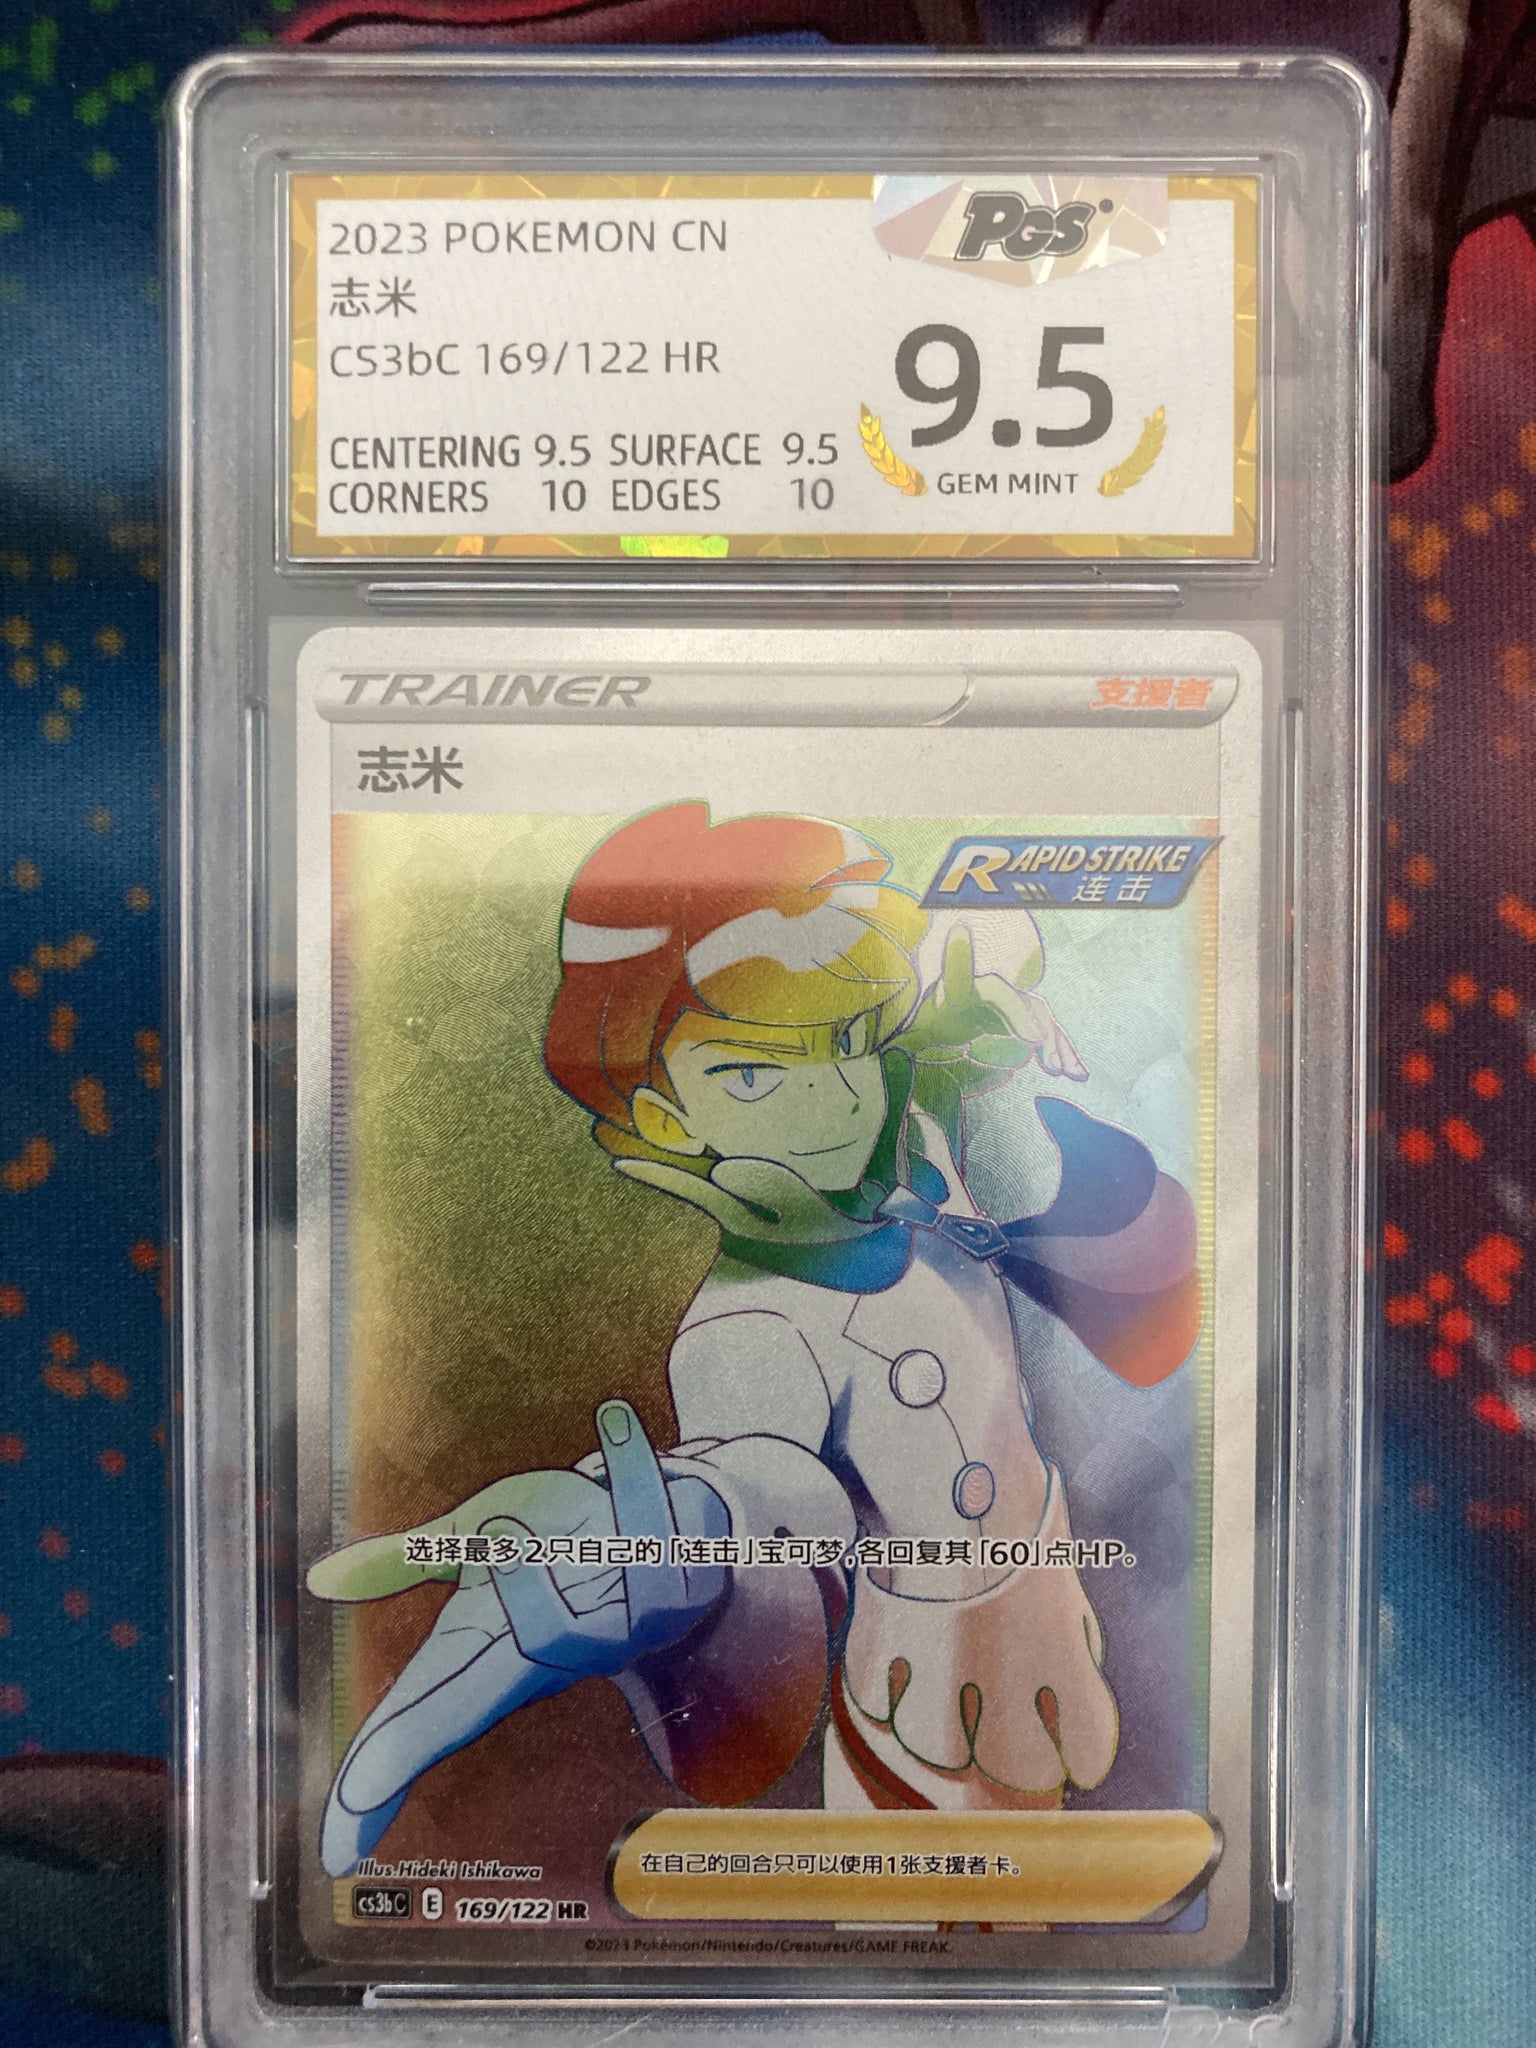 2023 POKEMON CN
志米
CS3bC 169/122 HR
PGS
9.5
GEM MINT
CENTERING 9.5 SURFACE 9.5
CORNERS 10 EDGES 10
TRAINER 支援者
志米
RAPID STRIKE
连击
选择最多2只自己的「连击」宝可梦,各回复其「60」点HP。
Illus.Hideki Ishikawa
在自己的回合只可以使用1张支援者卡。
cs3bC E 169/122 HR
©2023 Pokémon/Nintendo/Creatures/GAME FREAK.